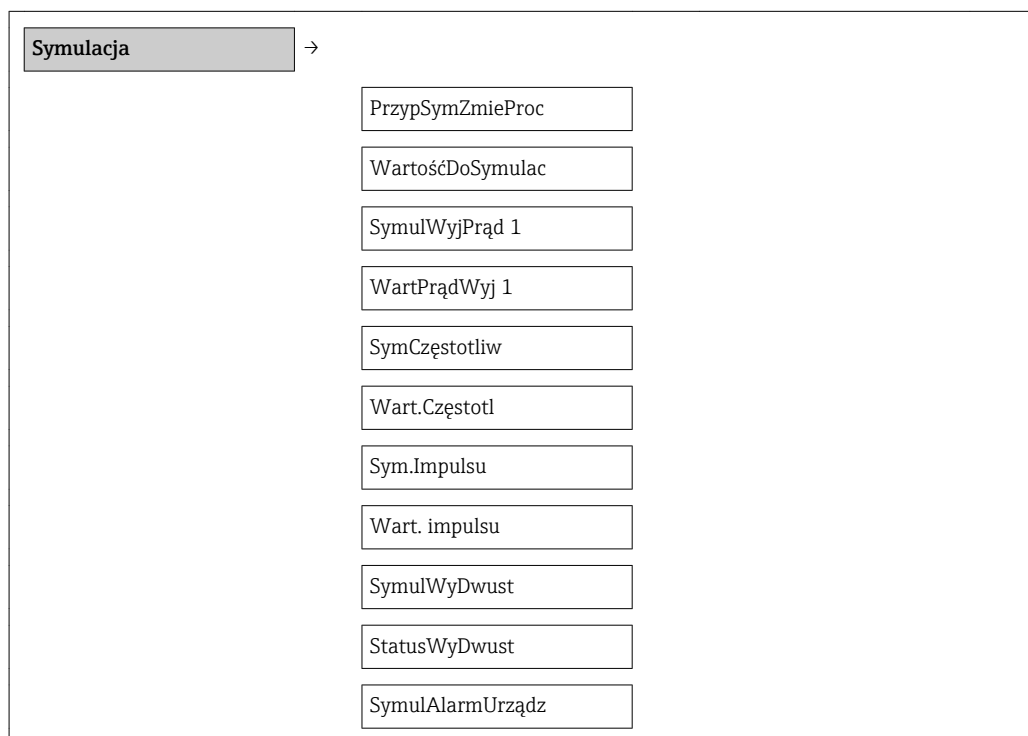 Symulacja →
PrzypSymZmieProc
WartośćDoSymulac
SymulWyjPrąd 1
WartPrądWyj 1
SymCzęstotliw
Wart.Częstotl
Sym.Impulsu
Wart. impulsu
SymulWyDwust
StatusWyDwust
SymulAlarmUrządz